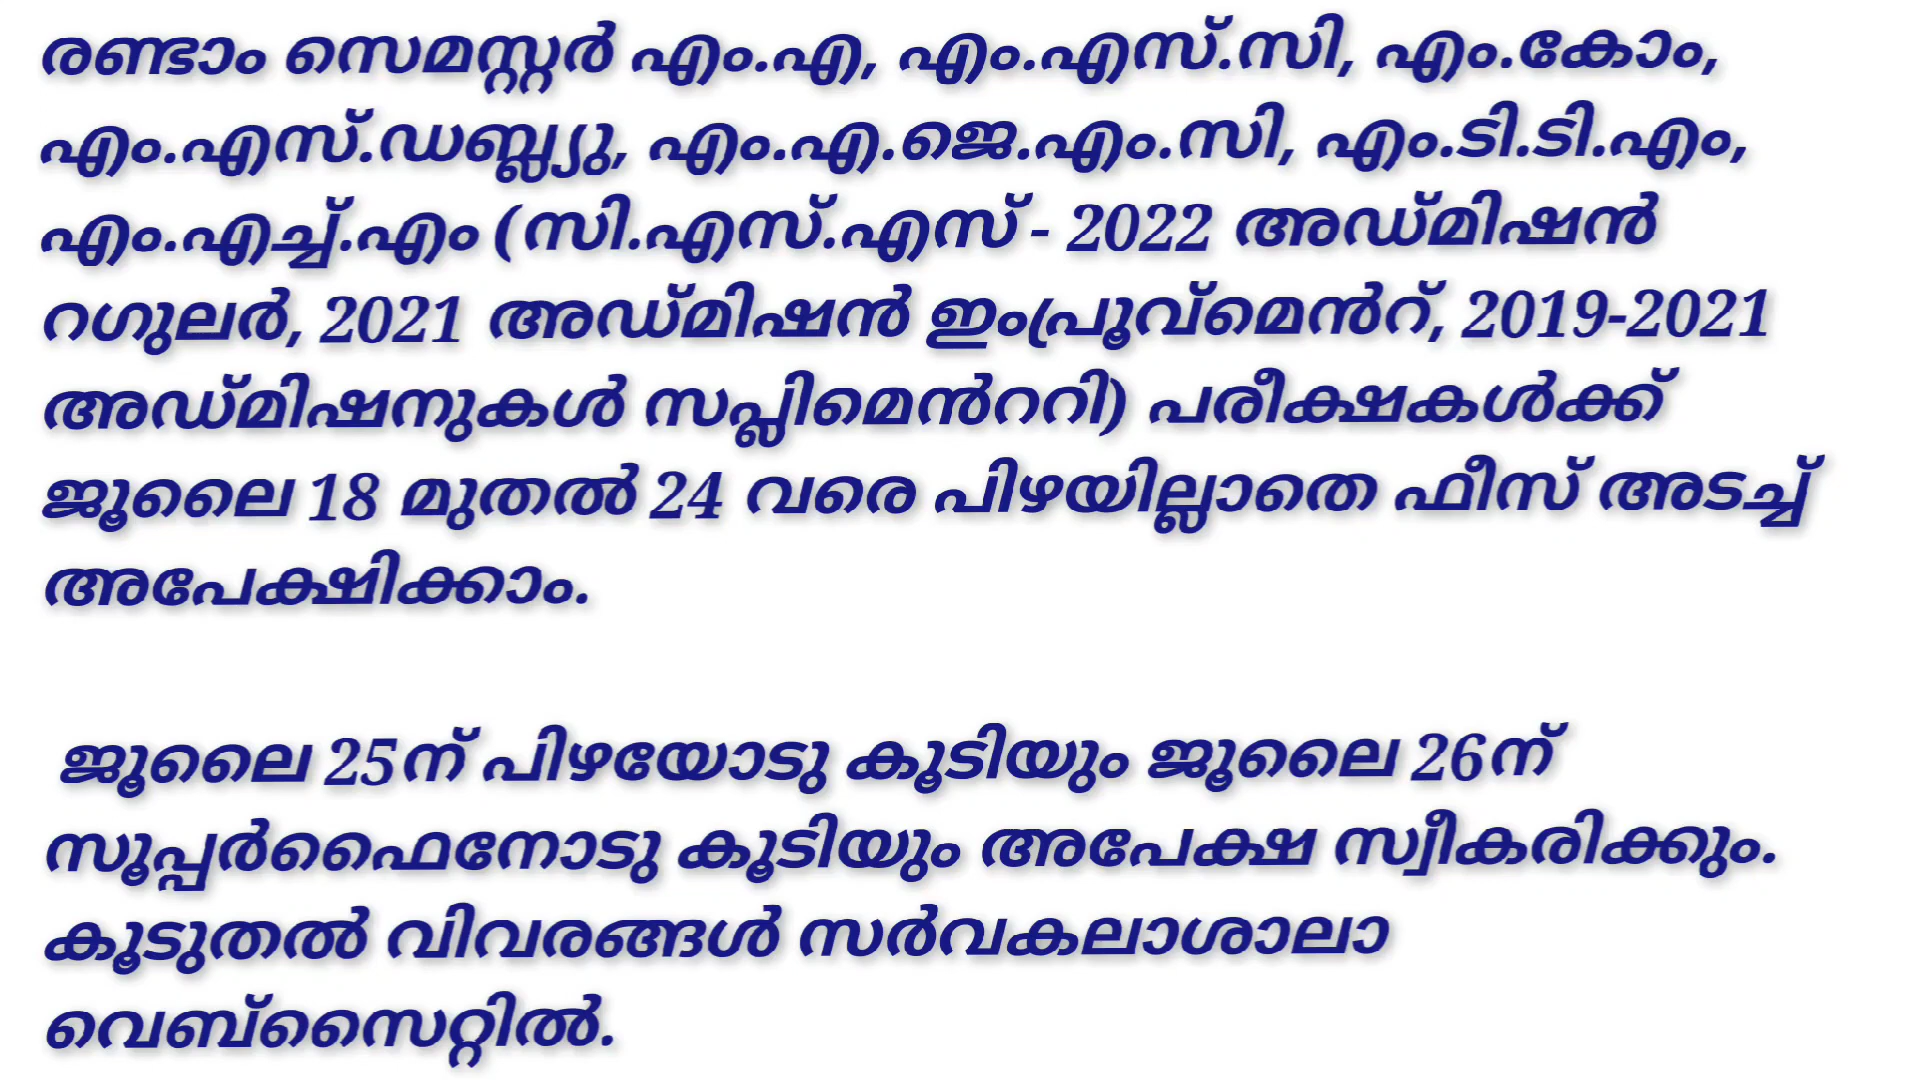 രണ്ടാം സെമസ്റ്റർ എം.എ, എം.എസ്.സി, എം.കോം,
എം.എസ്.ഡബ്ല്യു, എം.എ.ജെ.എം.സി, എം.ടി.ടി.എം,
എം.എച്ച്.എം (സി.എസ്.എസ് - 2022 അഡ്മിഷൻ
റഗുലർ, 2021 അഡ്മിഷൻ ഇംപ്രൂവ്മെൻറ്, 2019-2021
അഡ്മിഷനുകൾ സപ്ലിമെൻററി) പരീക്ഷകൾക്ക്
ജൂലൈ 18 മുതൽ 24 വരെ പിഴയില്ലാതെ ഫീസ് അടച്ച്
അപേക്ഷിക്കാം.
ജൂലൈ 25ന് പിഴയോടു കൂടിയും ജൂലൈ 26ന്
സൂപ്പർഫൈനോടു കൂടിയും അപേക്ഷ സ്വീകരിക്കും.
കൂടുതൽ വിവരങ്ങൾ സർവകലാശാലാ
വെബ്സൈറ്റിൽ.